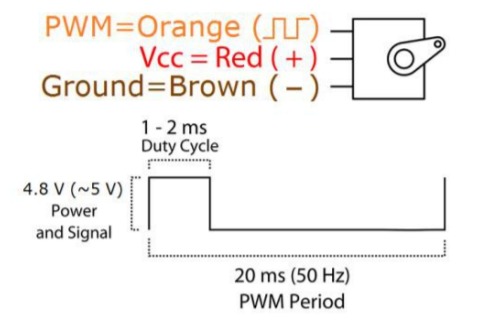 PWM=Orange (⎍⎍)
Vcc = Red ( + )
Ground=Brown ( − )
1 - 2 ms
Duty Cycle
4.8 V (~5 V)
Power
and Signal
20 ms (50 Hz)
PWM Period